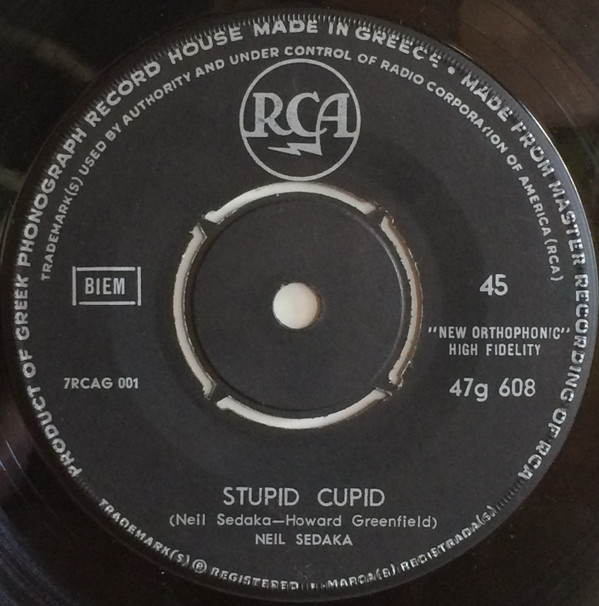 PRODUCT OF GREEK PHONOGRAPH RECORD HOUSE MADE IN GREECE • MADE FROM MASTER RECORDING OF RCA
TRADEMARK(S) USED BY AUTHORITY AND UNDER CONTROL OF RADIO CORPORATION OF AMERICA (RCA)
RCA
BIEM
45
"NEW ORTHOPHONIC"
HIGH FIDELITY
7RCAG 001
47g 608
STUPID CUPID
(Neil Sedaka—Howard Greenfield)
NEIL SEDAKA
TRADEMARK(S) ® REGISTERED • MARCA(S) REGISTRADA(S)